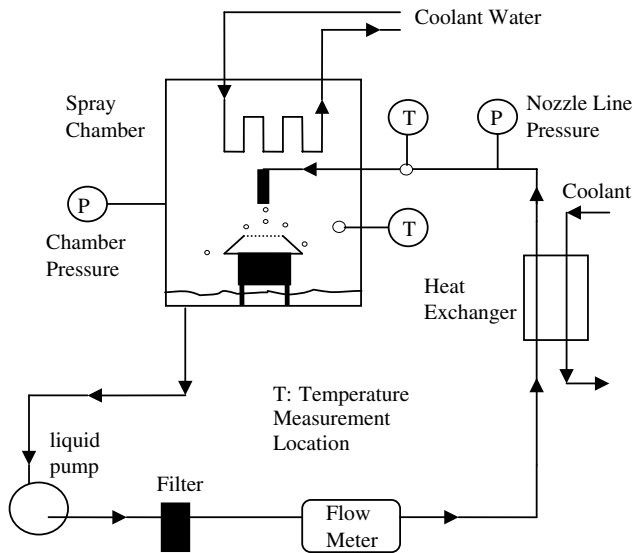 Coolant Water
Spray
Chamber
T
P
Nozzle Line
Pressure
Coolant
P
T
Chamber
Pressure
Heat
Exchanger
T: Temperature
Measurement
Location
liquid
pump
Filter
Flow
Meter